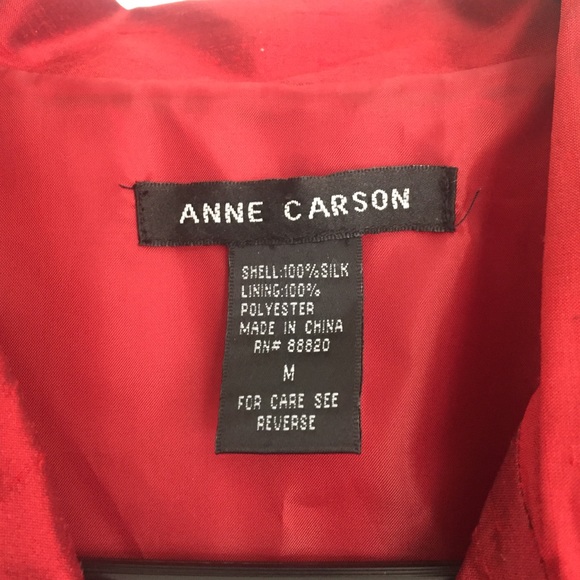 ANNE CARSON
SHELL:100%SILK
LINING:100%
POLYESTER
MADE IN CHINA
RN# 88820
M
FOR CARE SEE
REVERSE